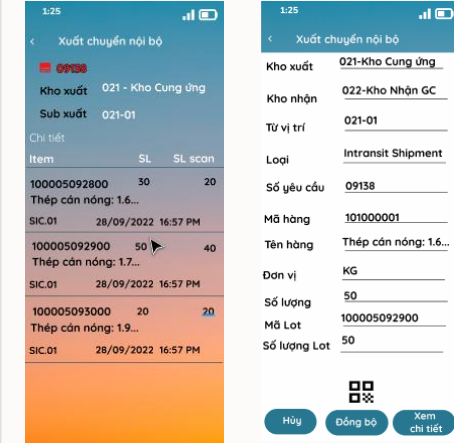 1:25
Xuất chuyển nội bộ
09138
Kho xuất 021 - Kho Cung ứng
Sub xuất 021-01
Chi tiết
Item SL SL scan
100005092800 30 20
Thép cán nóng: 1.6...
SIC.01 28/09/2022 16:57 PM
100005092900 50 40
Thép cán nóng: 1.7...
SIC.01 28/09/2022 16:57 PM
100005093000 20 20
Thép cán nóng: 1.9...
SIC.01 28/09/2022 16:57 PM
1:25
Xuất chuyển nội bộ
Kho xuất 021-Kho Cung ứng
Kho nhận 022-Kho Nhận GC
Từ vị trí 021-01
Loại Intransit Shipment
Số yêu cầu 09138
Mã hàng 101000001
Tên hàng Thép cán nóng: 1.6...
Đơn vị KG
Số lượng 50
Mã Lot 100005092900
Số lượng Lot 50
Hủy Đồng bộ Xem
chi tiết